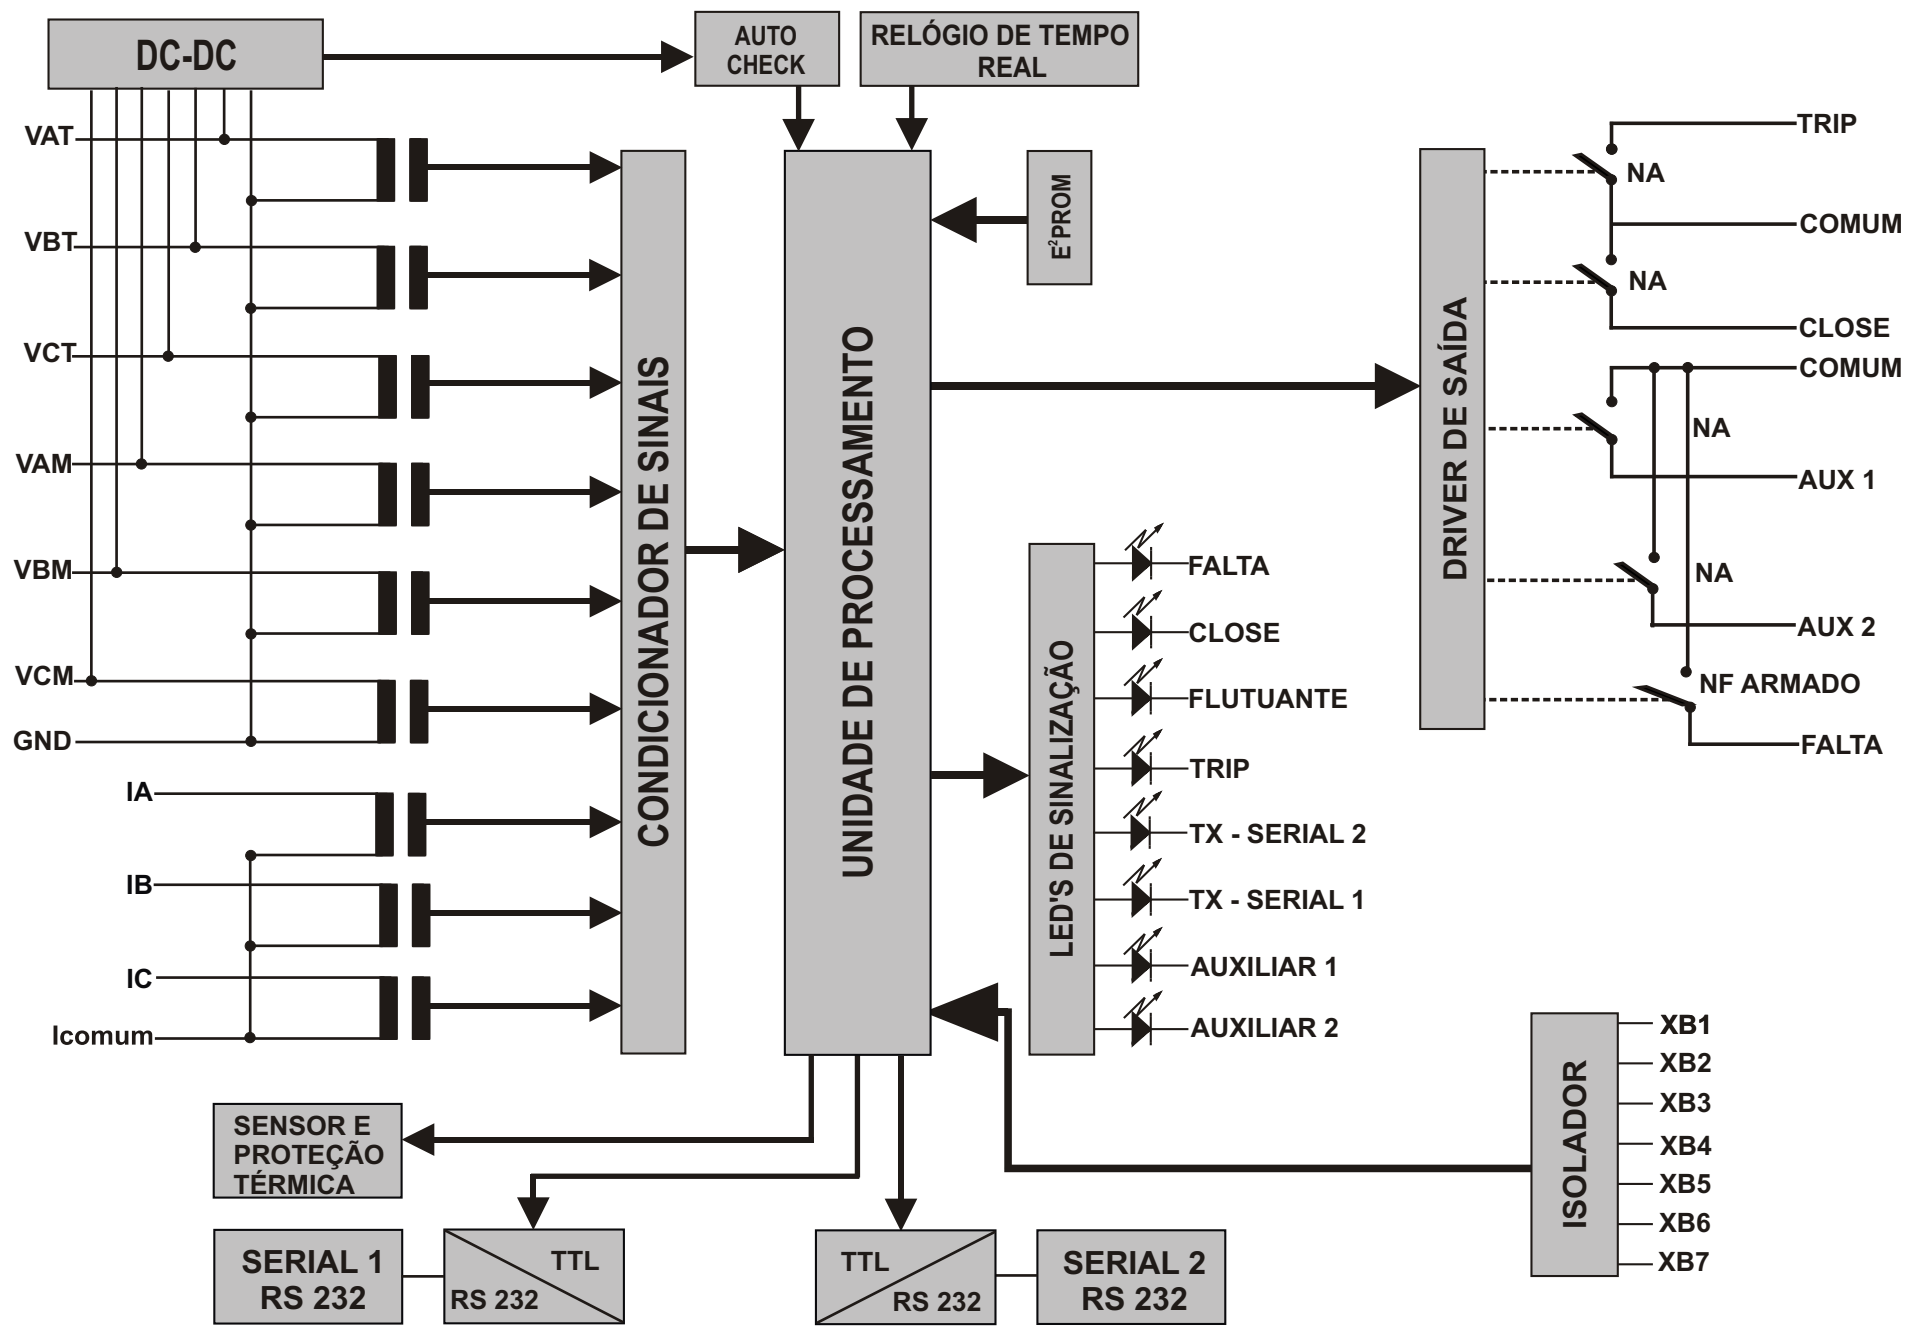 DC-DC
AUTO
CHECK
RELÓGIO DE TEMPO
REAL
VAT
VBT
VCT
VAM
VBM
VCM
GND
IA
IB
IC
Icomum
CONDICIONADOR DE SINAIS
UNIDADE DE PROCESSAMENTO
E²PROM
DRIVER DE SAÍDA
TRIP
NA
COMUM
NA
CLOSE
COMUM
NA
AUX 1
NA
AUX 2
NF ARMADO
FALTA
LED'S DE SINALIZAÇÃO
FALTA
CLOSE
FLUTUANTE
TRIP
TX - SERIAL 2
TX - SERIAL 1
AUXILIAR 1
AUXILIAR 2
ISOLADOR
XB1
XB2
XB3
XB4
XB5
XB6
XB7
SENSOR E
PROTEÇÃO
TÉRMICA
SERIAL 1
RS 232
TTL
RS 232
TTL
RS 232
SERIAL 2
RS 232